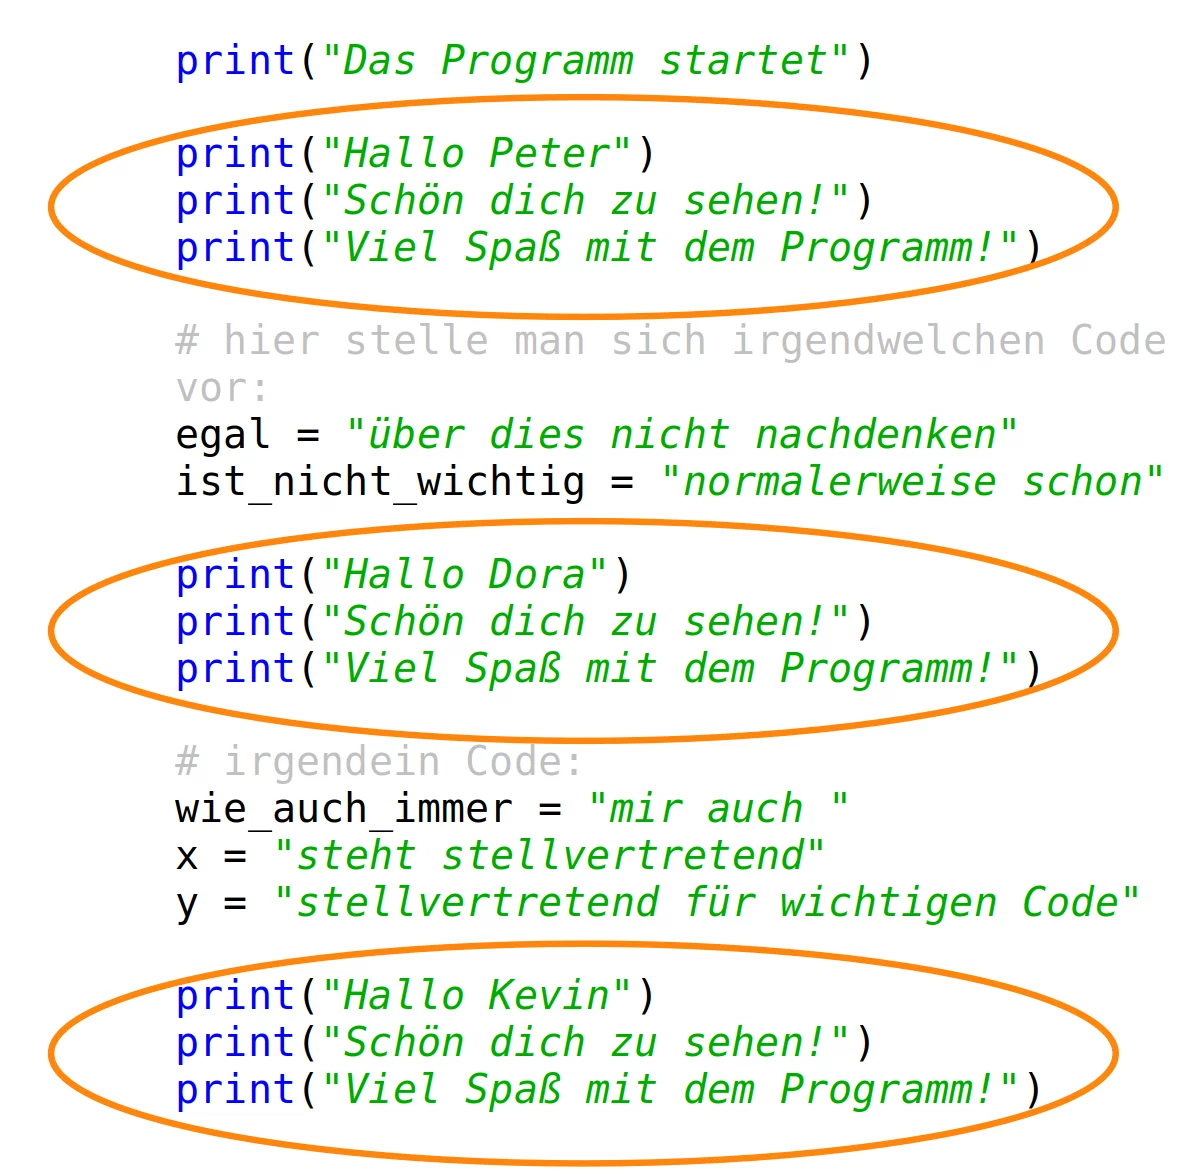 print("Das Programm startet")
print("Hallo Peter")
print("Schön dich zu sehen!")
print("Viel Spaß mit dem Programm!")
# hier stelle man sich irgendwelchen Code
vor:
egal = "über dies nicht nachdenken"
ist_nicht_wichtig = "normalerweise schon"
print("Hallo Dora")
print("Schön dich zu sehen!")
print("Viel Spaß mit dem Programm!")
# irgendein Code:
wie_auch_immer = "mir auch "
x = "steht stellvertretend"
y = "stellvertretend für wichtigen Code"
print("Hallo Kevin")
print("Schön dich zu sehen!")
print("Viel Spaß mit dem Programm!")